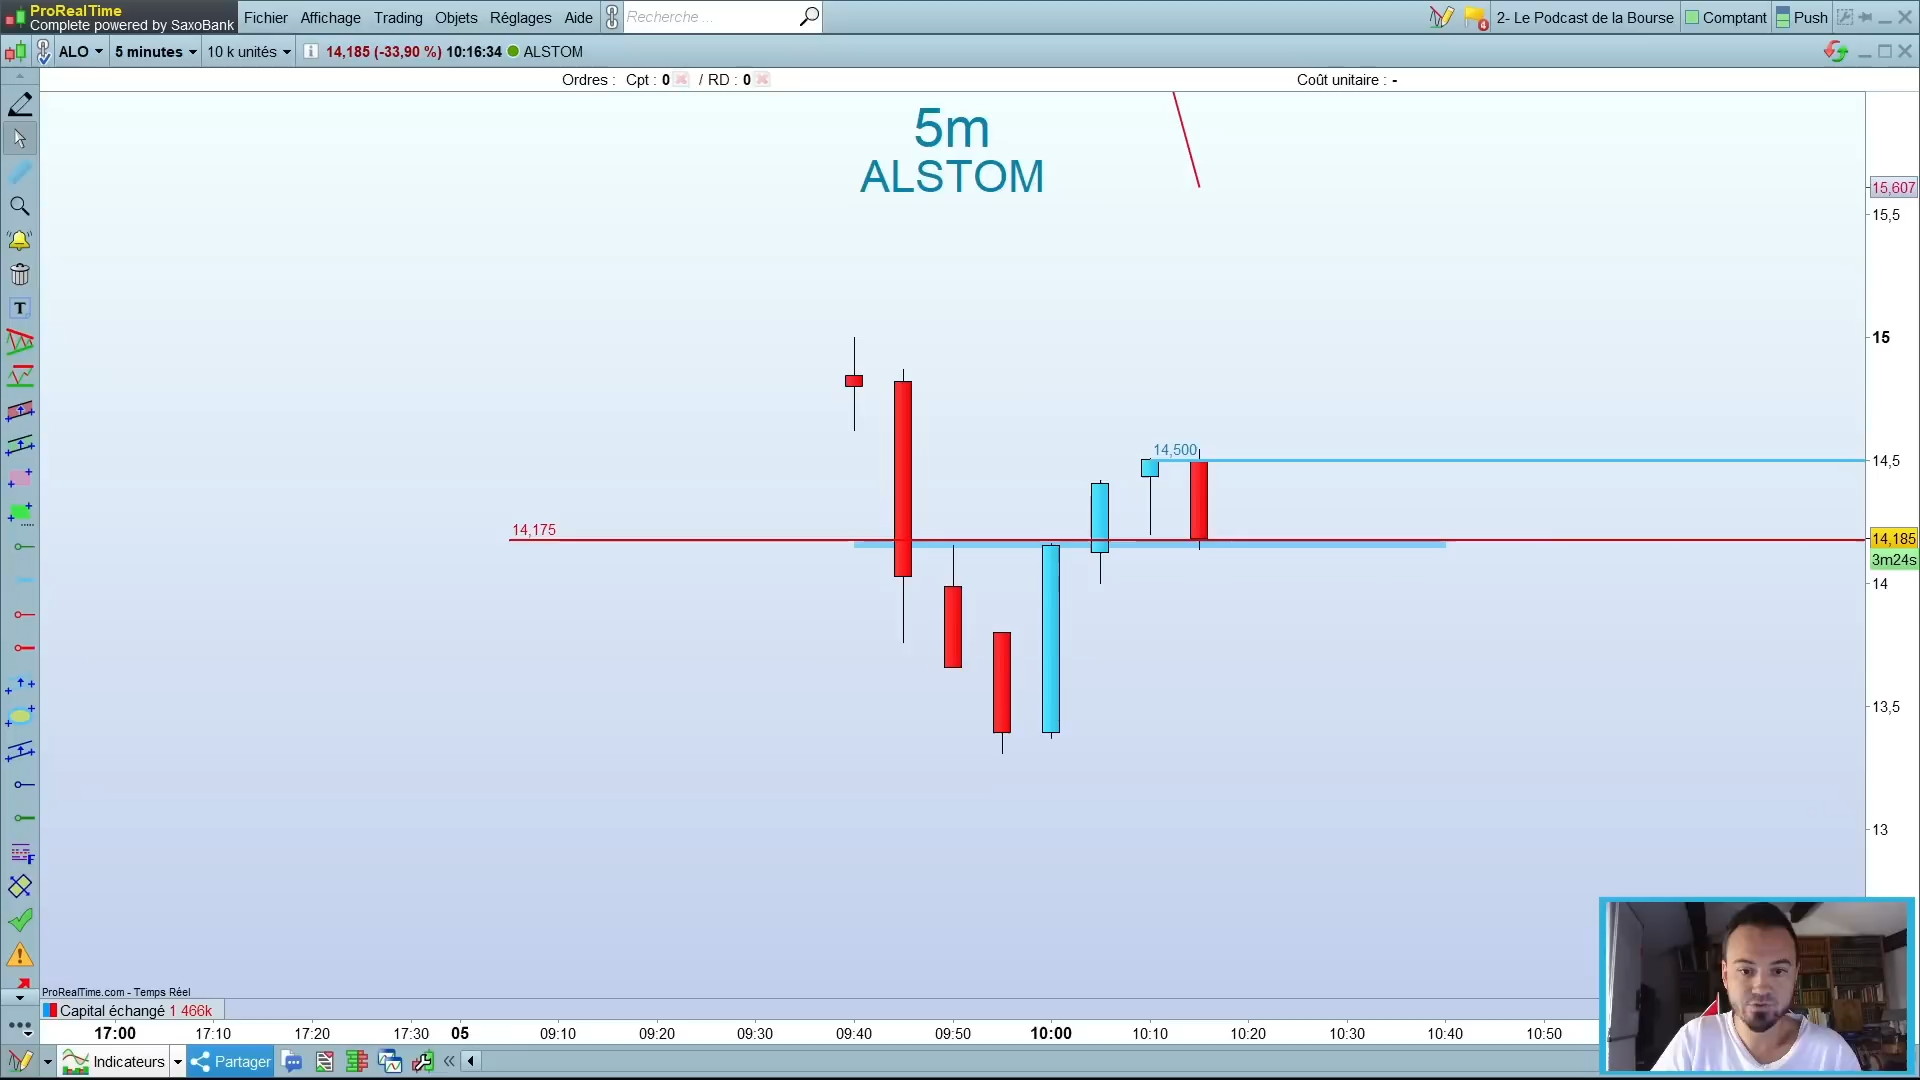 ProRealTime
Complete powered by SaxoBank
Fichier Affichage Trading Objets Réglages Aide Recherche ... 4 2- Le Podcast de la Bourse Comptant Push
ALO 5 minutes 10 k unités i 14,185 (-33,90 %) 10:16:34 ALSTOM
Ordres : Cpt : 0 / RD : 0 Coût unitaire : -
5m
ALSTOM
15,607
15,5
T
15
14,500
14,5
14,175
14,185
3m24s
14
13,5
13
F
ProRealTime.com - Temps Réel
Capital échangé 1 466k
17:00 17:10 17:20 17:30 05 09:10 09:20 09:30 09:40 09:50 10:00 10:10 10:20 10:30 10:40 10:50
Indicateurs Partager «